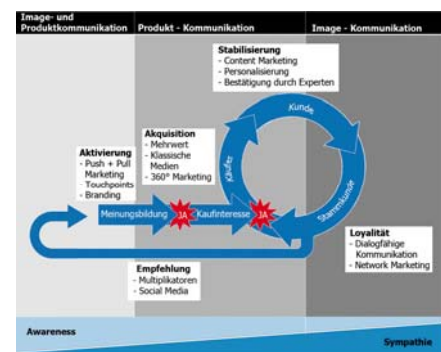 Image- und
Produktkommunikation
Produkt - Kommunikation
Image - Kommunikation
Stabilisierung
- Content Marketing
- Personalisierung
- Bestätigung durch Experten
Kunde
Akquisition
- Mehrwert
- Klassische
Medien
- 360° Marketing
Aktivierung
- Push + Pull
Marketing
- Touchpoints
- Branding
Käufer
Stammkunde
Meinungsbildung
JA
Kaufinteresse
JA
Loyalität
- Dialogfähige
Kommunikation
- Network Marketing
Empfehlung
- Multiplikatoren
- Social Media
Awareness
Sympathie